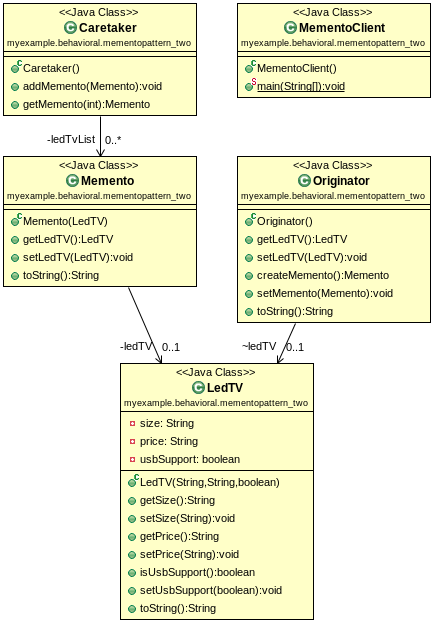 <<Java Class>>
Caretaker
myexample.behavioral.mementopattern_two
Caretaker()
addMemento(Memento):void
getMemento(int):Memento
<<Java Class>>
MementoClient
myexample.behavioral.mementopattern_two
MementoClient()
main(String[]):void
-ledTvList 0..*
<<Java Class>>
Memento
myexample.behavioral.mementopattern_two
Memento(LedTV)
getLedTV():LedTV
setLedTV(LedTV):void
toString():String
<<Java Class>>
Originator
myexample.behavioral.mementopattern_two
Originator()
getLedTV():LedTV
setLedTV(LedTV):void
createMemento():Memento
setMemento(Memento):void
toString():String
-ledTV 0..1
~ledTV 0..1
<<Java Class>>
LedTV
myexample.behavioral.mementopattern_two
size: String
price: String
usbSupport: boolean
LedTV(String,String,boolean)
getSize():String
setSize(String):void
getPrice():String
setPrice(String):void
isUsbSupport():boolean
setUsbSupport(boolean):void
toString():String